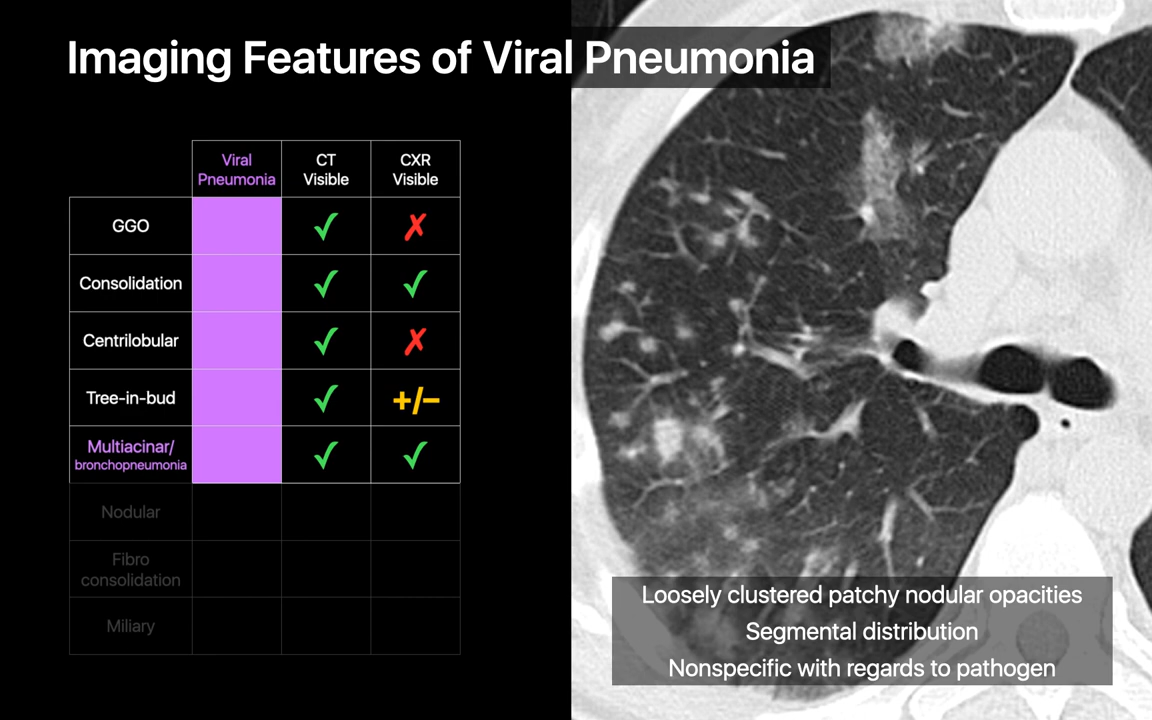 Imaging Features of Viral Pneumonia
Viral
Pneumonia
CT
Visible
CXR
Visible
GGO
Consolidation
Centrilobular
Tree-in-bud
+/−
Multiacinar/
bronchopneumonia
Nodular
Fibro
consolidation
Miliary
Loosely clustered patchy nodular opacities
Segmental distribution
Nonspecific with regards to pathogen